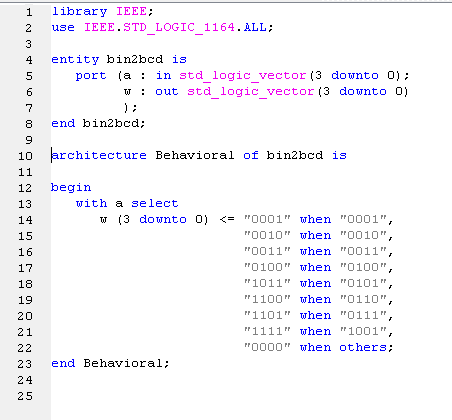 1 library IEEE;
2 use IEEE.STD_LOGIC_1164.ALL;
3
4 entity bin2bcd is
5 port (a : in std_logic_vector(3 downto 0);
6 w : out std_logic_vector(3 downto 0)
7 );
8 end bin2bcd;
9
10 architecture Behavioral of bin2bcd is
11
12 begin
13 with a select
14 w (3 downto 0) <= "0001" when "0001",
15 "0010" when "0010",
16 "0011" when "0011",
17 "0100" when "0100",
18 "1011" when "0101",
19 "1100" when "0110",
20 "1101" when "0111",
21 "1111" when "1001",
22 "0000" when others;
23 end Behavioral;
24
25